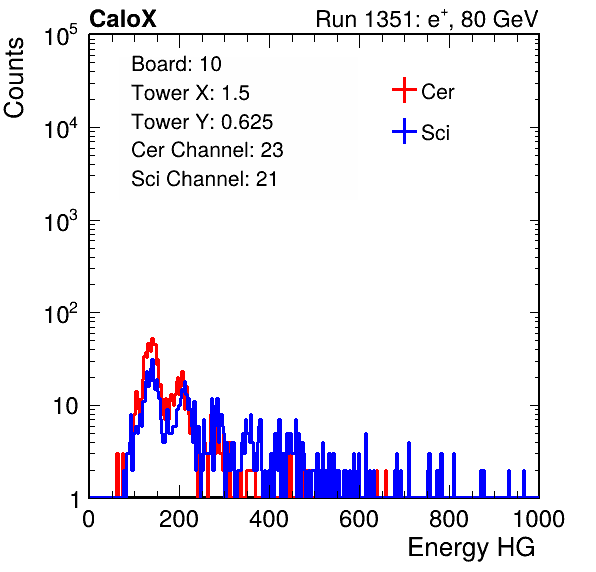 CaloX Run 1351: e⁺, 80 GeV
Counts
10⁵
10⁴
10³
10²
10
1
Board: 10
Tower X: 1.5
Tower Y: 0.625
Cer Channel: 23
Sci Channel: 21
Cer
Sci
0 200 400 600 800 1000
Energy HG